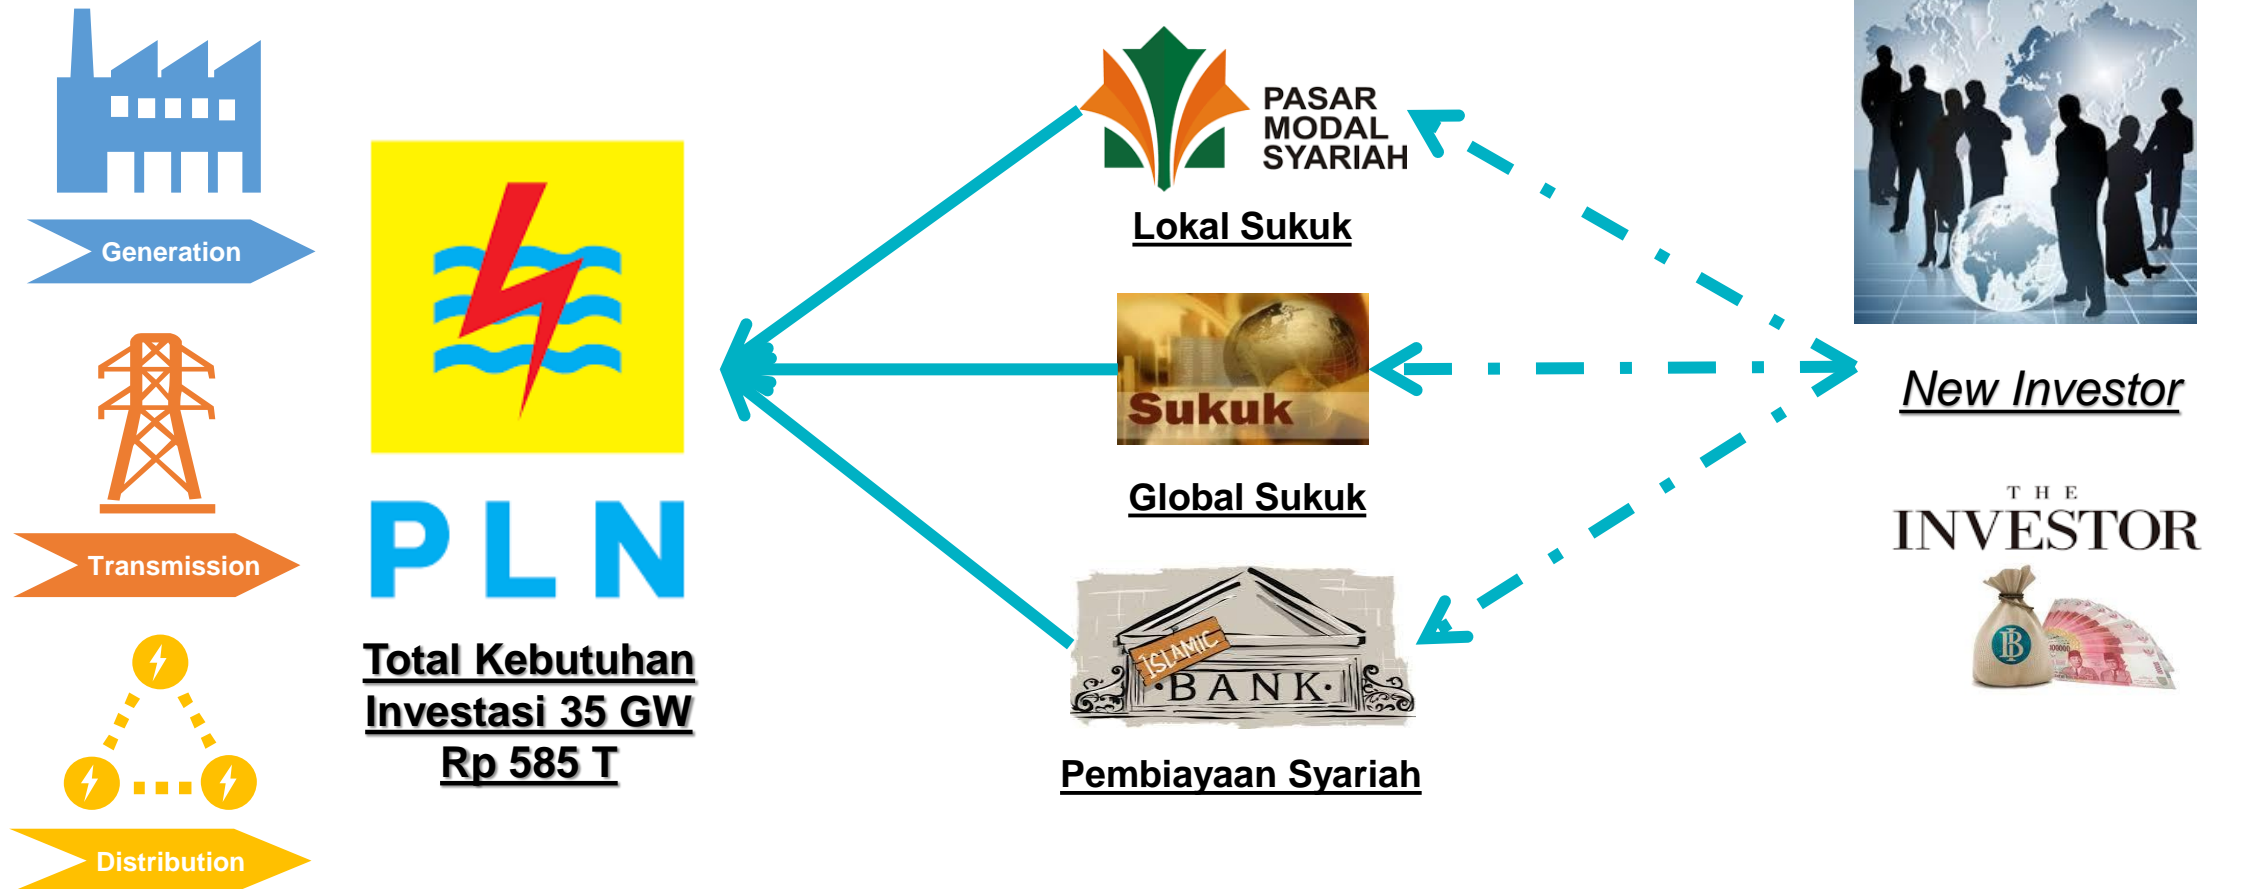 Generation
Transmission
Distribution
PLN
Total Kebutuhan
Investasi 35 GW
Rp 585 T
PASAR
MODAL
SYARIAH
Lokal Sukuk
Sukuk
Global Sukuk
ISLAMIC
BANK
Pembiayaan Syariah
New Investor
THE
INVESTOR